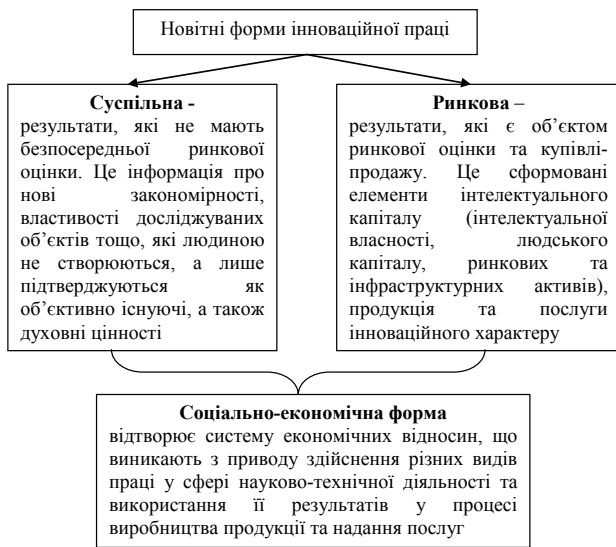 Новітні форми інноваційної праці
Суспільна -
результати, які не мають
безпосередньої ринкової
оцінки. Це інформація про
нові закономірності,
властивості досліджуваних
об’єктів тощо, які людиною
не створюються, а лише
підтверджуються як
об’єктивно існуючі, а також
духовні цінності
Ринкова –
результати, які є об’єктом
ринкової оцінки та купівлі-
продажу. Це сформовані
елементи інтелектуального
капіталу (інтелектуальної
власності, людського
капіталу, ринкових та
інфраструктурних активів),
продукція та послуги
інноваційного характеру
Соціально-економічна форма
відтворює систему економічних відносин, що
виникають з приводу здійснення різних видів
праці у сфері науково-технічної діяльності та
використання її результатів у процесі
виробництва продукції та надання послуг